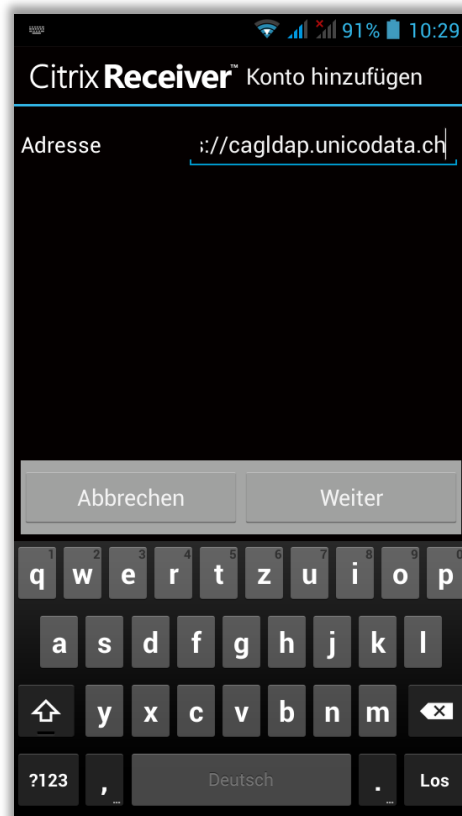 91% 10:29
Citrix Receiver™ Konto hinzufügen
Adresse s://cagldap.unicodata.ch
Abbrechen Weiter
1 2 3 4 5 6 7 8 9 0
q w e r t z u i o p
a s d f g h j k l
y x c v b n m
?123 , ... Deutsch . ... Los